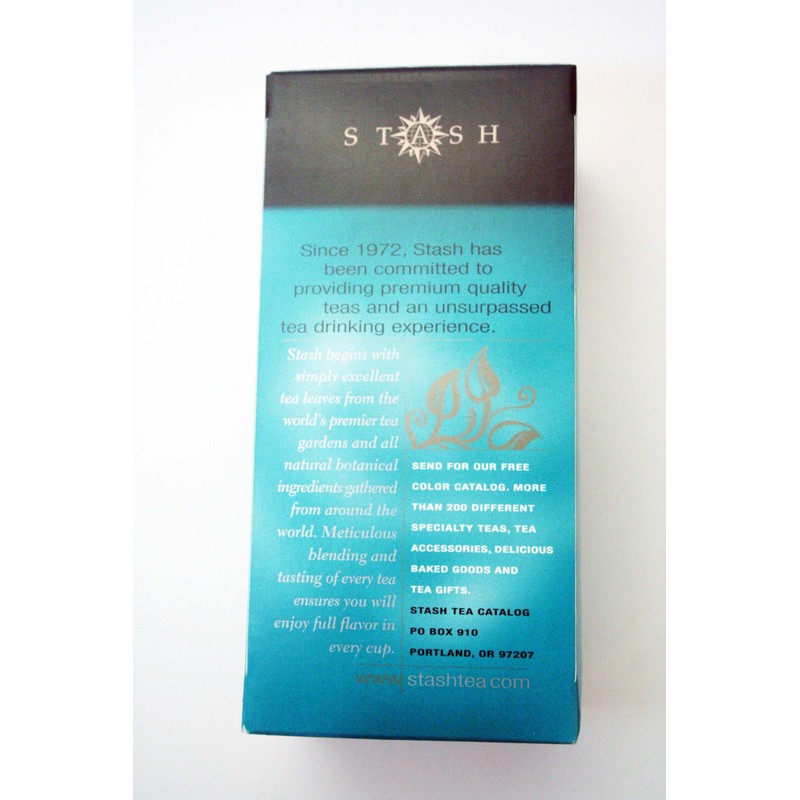 STASH
Since 1972, Stash has
been committed to
providing premium quality
teas and an unsurpassed
tea drinking experience.
Stash begins with
simply excellent
tea leaves from the
world's premier tea
gardens and all
natural botanical
ingredients gathered
from around the
world. Meticulous
blending and
tasting of every tea
ensures you will
enjoy full flavor in
every cup.
SEND FOR OUR FREE
COLOR CATALOG. MORE
THAN 200 DIFFERENT
SPECIALTY TEAS, TEA
ACCESSORIES, DELICIOUS
BAKED GOODS AND
TEA GIFTS.
STASH TEA CATALOG
PO BOX 910
PORTLAND, OR 97207
www.stashtea.com